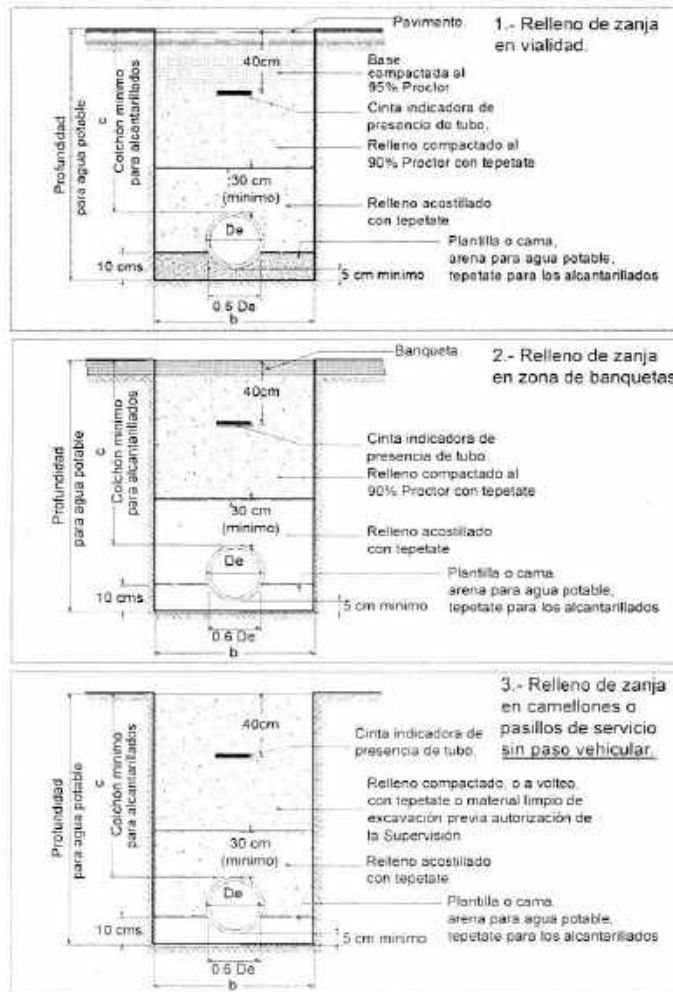 Pavimento.
1.- Relleno de zanja
en vialidad.
40cm
Base
compactada al
95% Proctor
Cinta indicadora de
presencia de tubo.
Relleno compactado al
90% Proctor con tepetate
Profundidad
para agua potable
c
Colchón minimo
para alcantarillados
30 cm
(minimo)
Relleno acostillado
con tepetate
De
Plantilla o cama,
arena para agua potable,
tepetate para los alcantarillados
10 cms.
5 cm minimo
0.6 De
b
Banqueta
2.- Relleno de zanja
en zona de banquetas
40cm
Cinta indicadora de
presencia de tubo.
Relleno compactado al
90% Proctor con tepetate
Profundidad
para agua potable
c
Colchón minimo
para alcantarillados
30 cm
(minimo)
Relleno acostillado
con tepetate
De
Plantilla o cama,
arena para agua potable,
tepetate para los alcantarillados
10 cms.
5 cm minimo
0.6 De
b
3.- Relleno de zanja
en camellones o
pasillos de servicio
sin paso vehicular.
40cm
Cinta indicadora de
presencia de tubo.
Relleno compactado, o a volteo,
con tepetate o material limpio de
excavación previa autorización de
la Supervisión
Profundidad
para agua potable
c
Colchón minimo
para alcantarillados
30 cm
(minimo)
Relleno acostillado
con tepetate
De
Plantilla o cama,
arena para agua potable,
tepetate para los alcantarillados
10 cms.
5 cm minimo
0.6 De
b